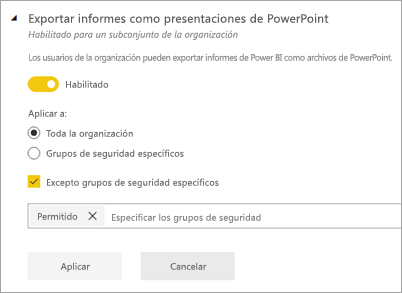 Exportar informes como presentaciones de PowerPoint
Habilitado para un subconjunto de la organización
Los usuarios de la organización pueden exportar informes de Power BI como archivos de PowerPoint.
Habilitado
Aplicar a:
Toda la organización
Grupos de seguridad específicos
Excepto grupos de seguridad específicos
Permitido Especificar los grupos de seguridad
Aplicar Cancelar